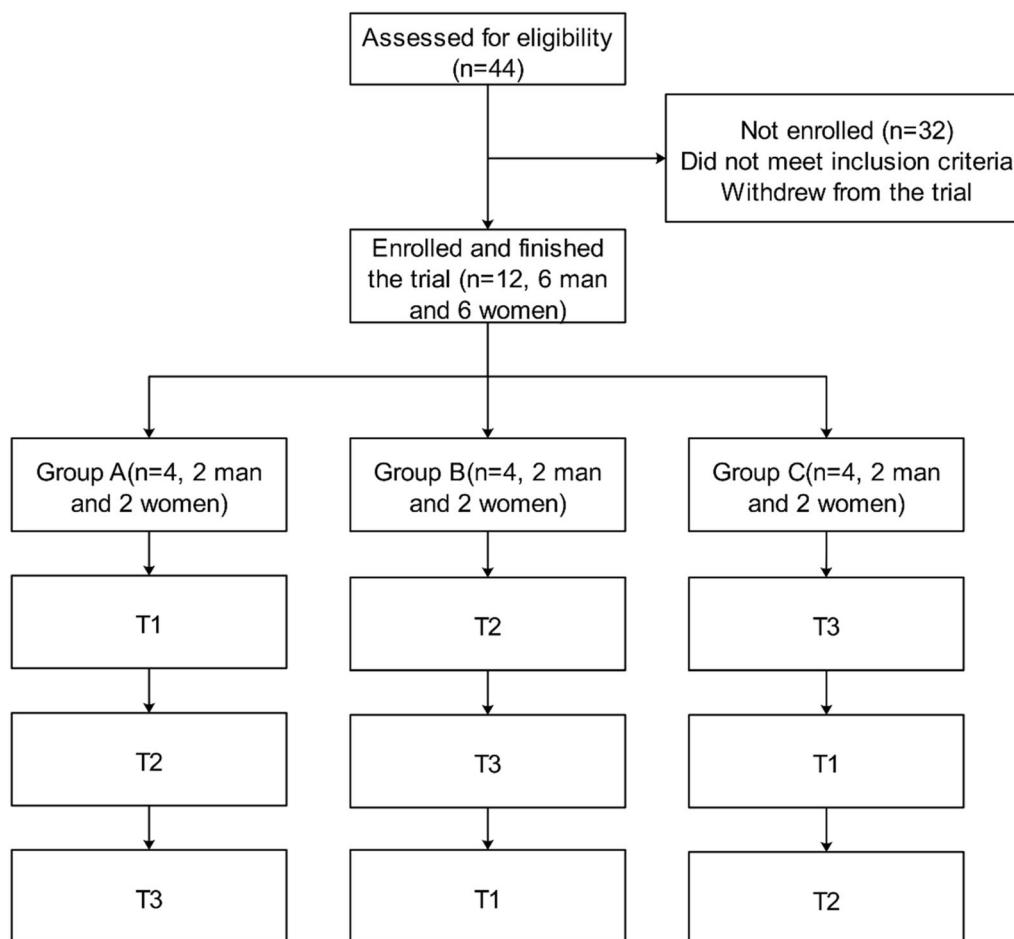 Assessed for eligibility
(n=44)
Not enrolled (n=32)
Did not meet inclusion criteria
Withdrew from the trial
Enrolled and finished
the trial (n=12, 6 man
and 6 women)
Group A(n=4, 2 man
and 2 women)
Group B(n=4, 2 man
and 2 women)
Group C(n=4, 2 man
and 2 women)
T1
T2
T3
T2
T3
T1
T3
T1
T2